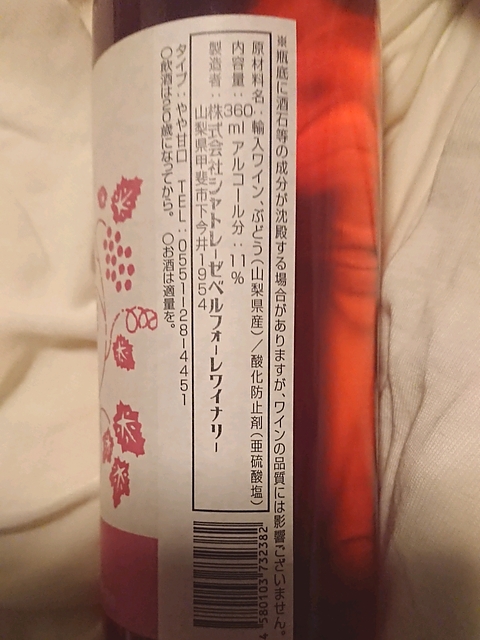 ※瓶底に酒石等の成分が沈殿する場合がありますが、ワインの品質には影響ございません。
原材料名：輸入ワイン、ぶどう（山梨県産）／酸化防止剤（亜硫酸塩）
内容量：360ml アルコール分：11％
製造者：株式会社シャトレーゼベルフォーレワイナリー
山梨県甲斐市下今井1954
タイプ：やや甘口 TEL：0551-28-4451
○飲酒は20歳になってから。 ○お酒は適量を。
4 580103 732382